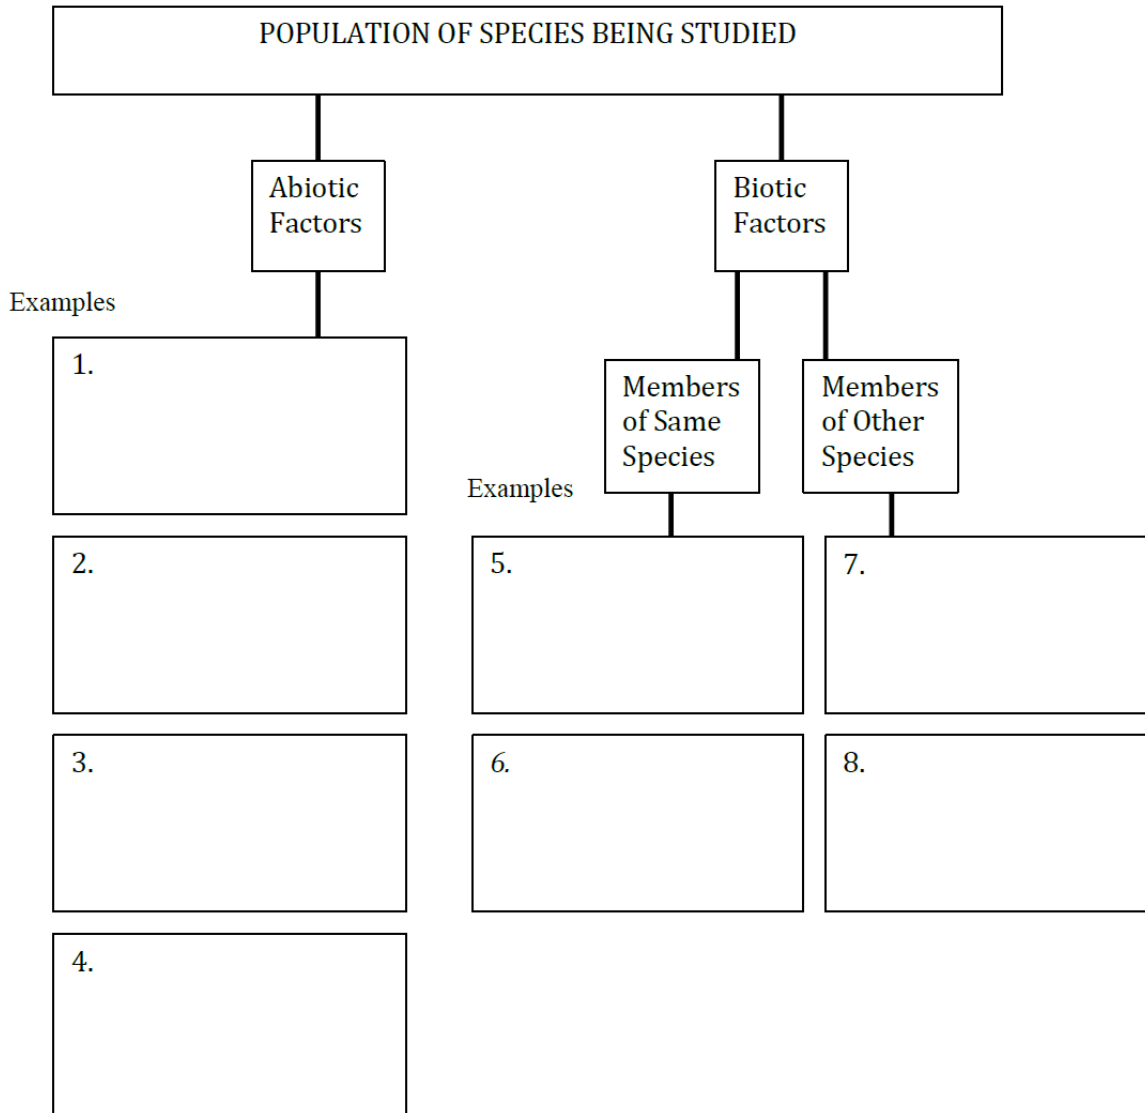 POPULATION OF SPECIES BEING STUDIED
Abiotic
Factors
Biotic
Factors
Examples
1.
Members
of Same
Species
Members
of Other
Species
Examples
2.
5.
7.
3.
6.
8.
4.